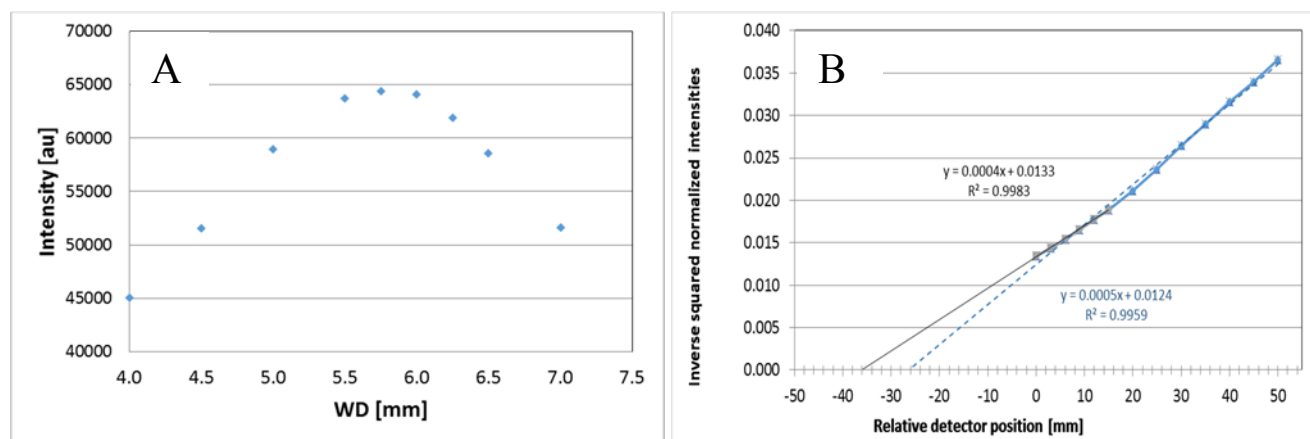 A
70000
65000
60000
55000
50000
45000
40000
Intensity [au]
4.0 4.5 5.0 5.5 6.0 6.5 7.0 7.5
WD [mm]
B
0.040
0.035
0.030
0.025
0.020
0.015
0.010
0.005
0.000
Inverse squared normalized intensities
y = 0.0004x + 0.0133
R² = 0.9983
y = 0.0005x + 0.0124
R² = 0.9959
-50 -40 -30 -20 -10 0 10 20 30 40 50
Relative detector position [mm]